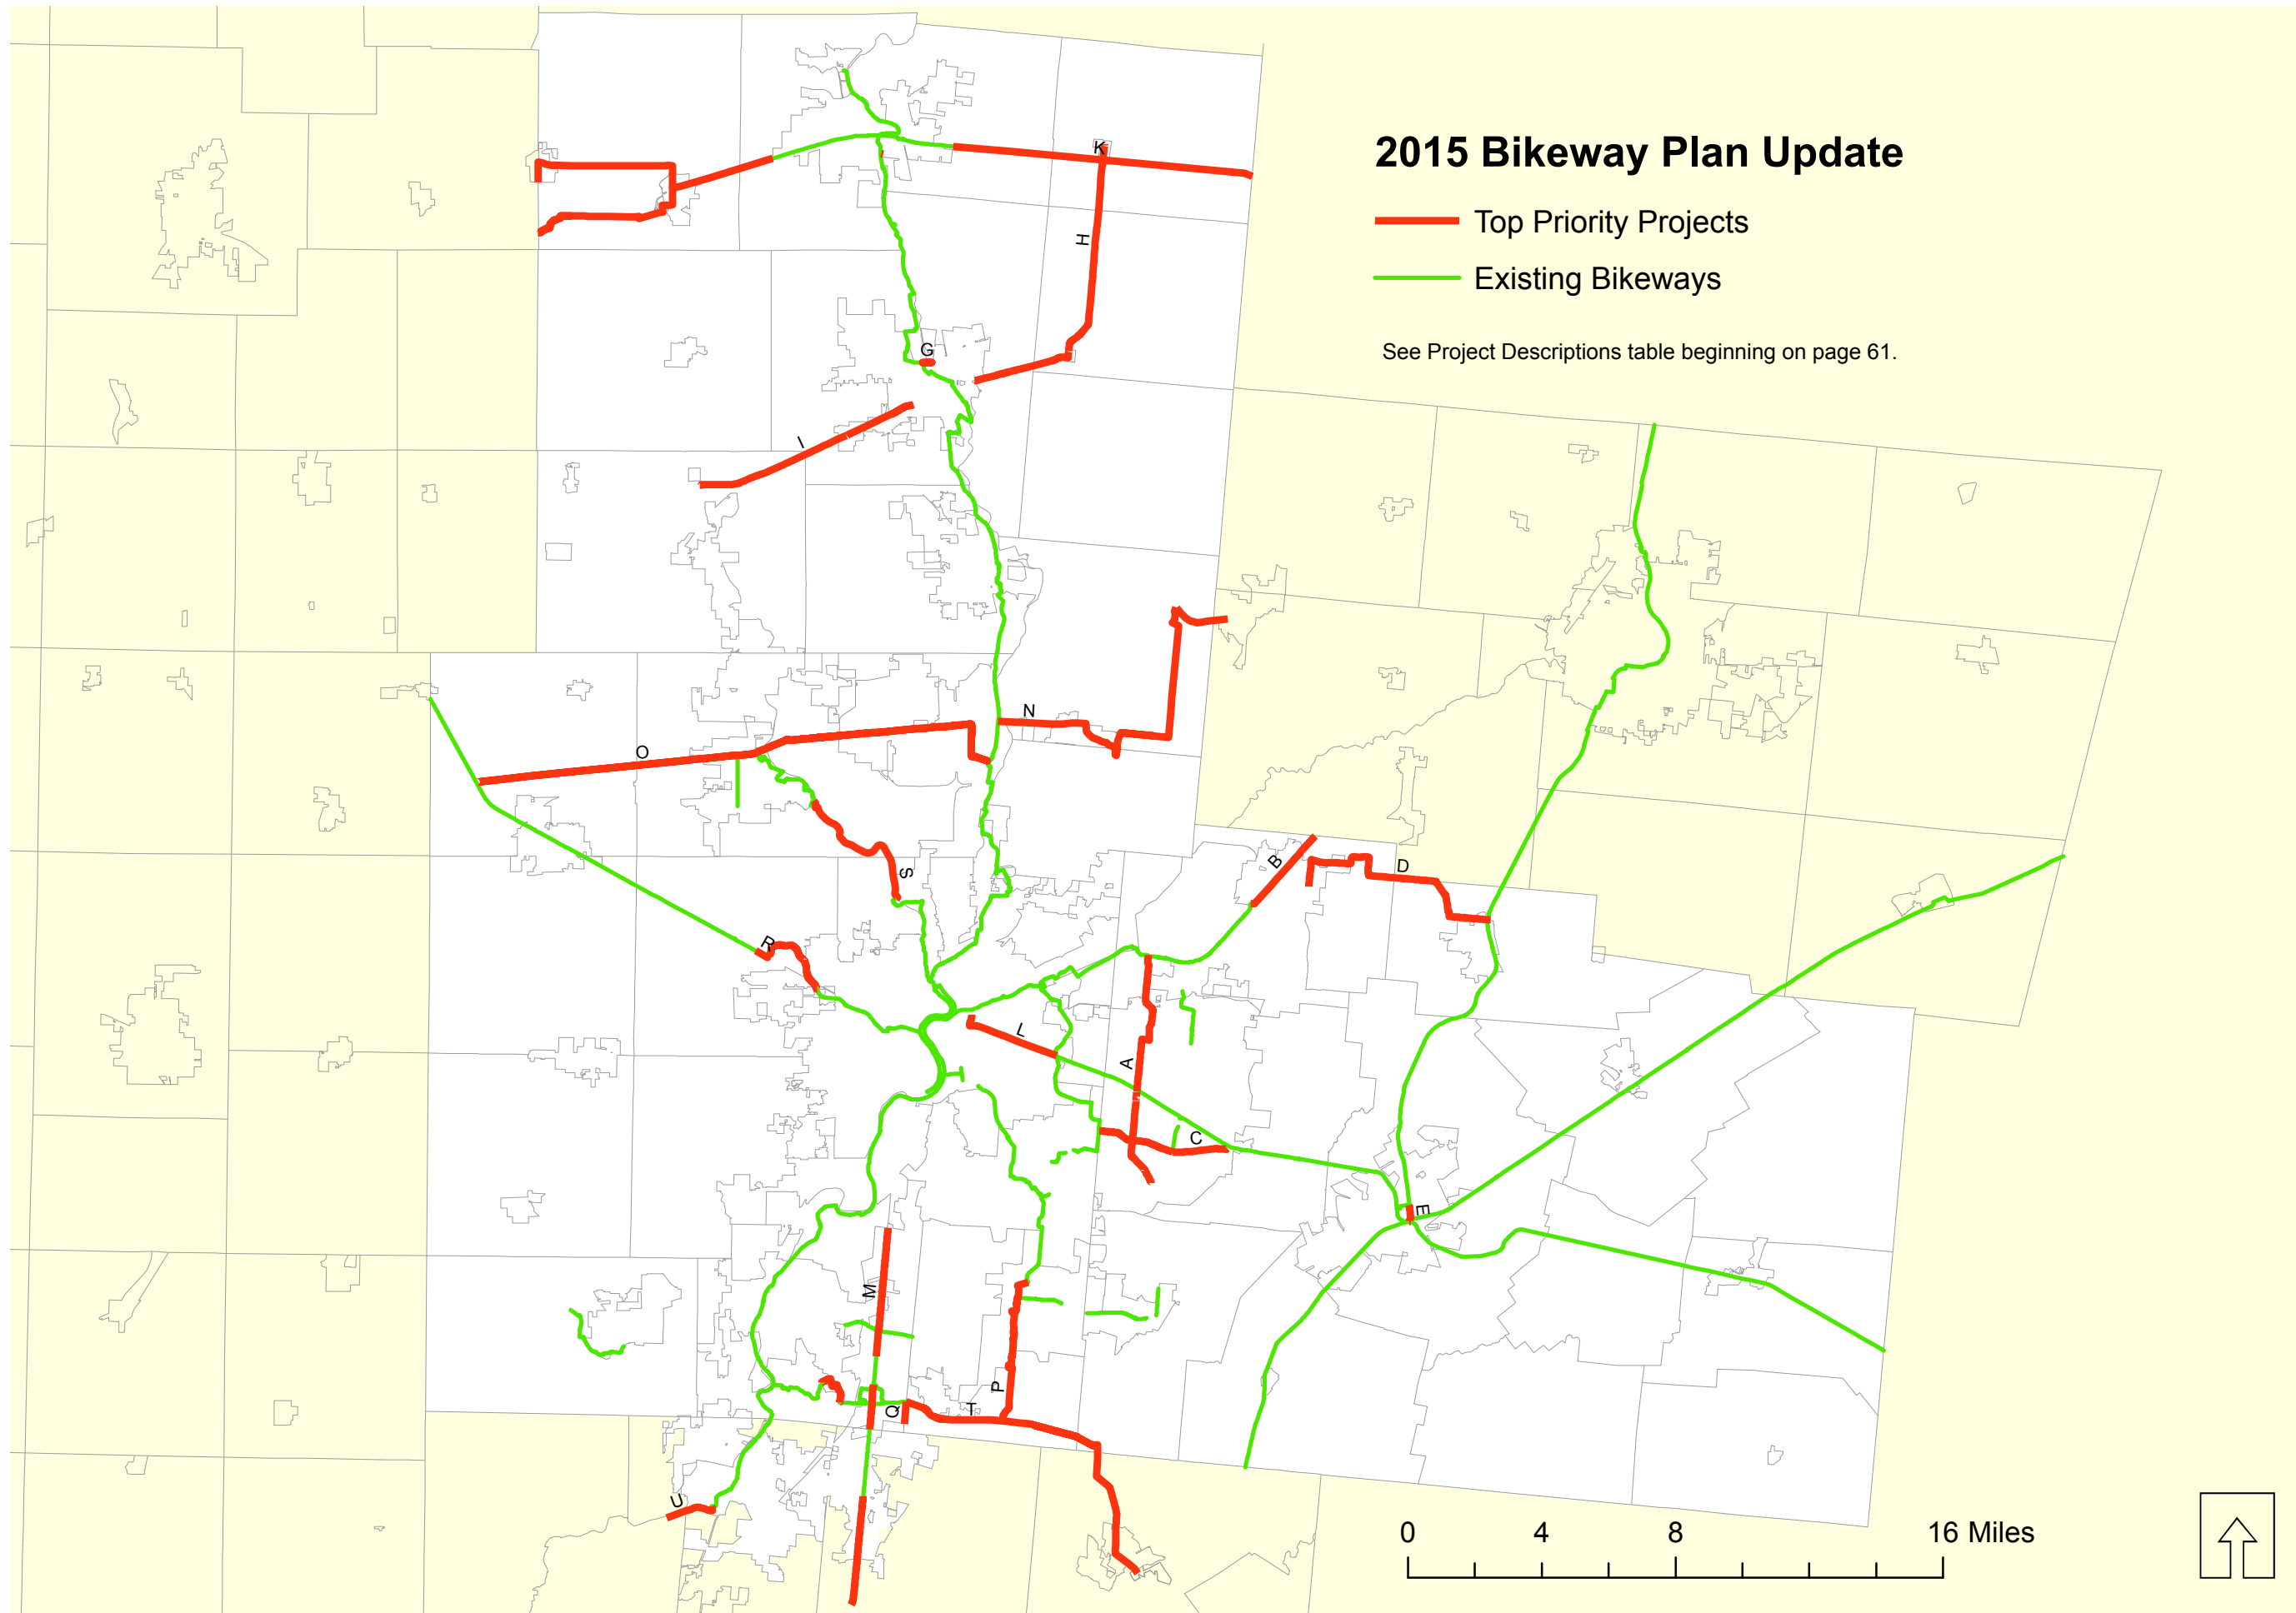 2015 Bikeway Plan Update
Top Priority Projects
Existing Bikeways
See Project Descriptions table beginning on page 61.
K
H
G
I
N
O
B
D
S
R
L
A
C
E
M
P
Q
T
U
0 4 8 16 Miles